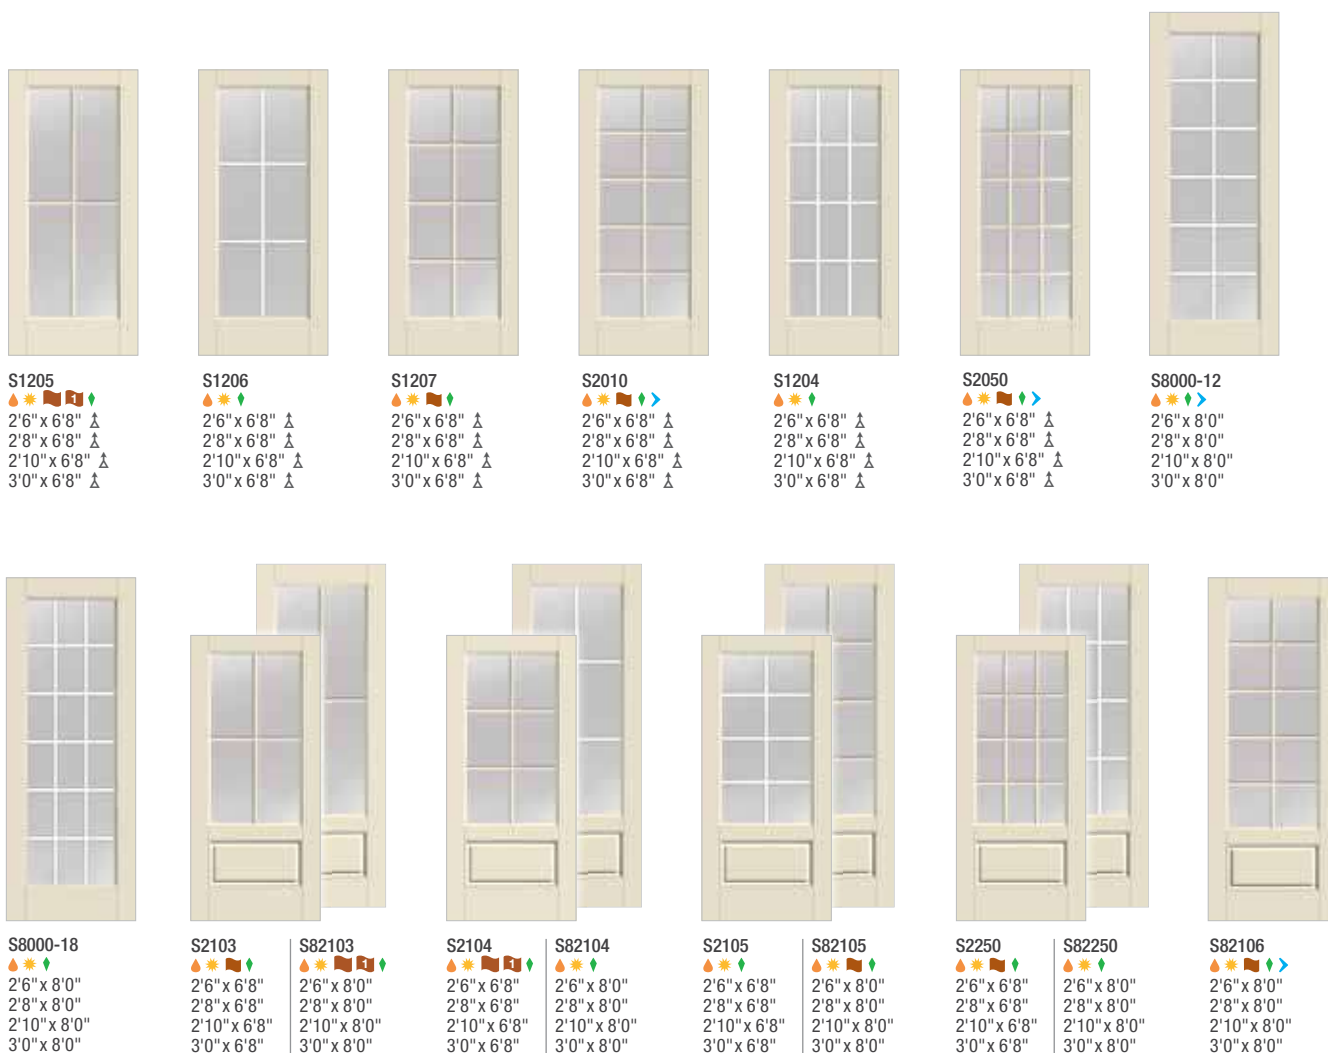 S1205
1
2'6" x 6'8"
2'8" x 6'8"
2'10" x 6'8"
3'0" x 6'8"
S1206
2'6" x 6'8"
2'8" x 6'8"
2'10" x 6'8"
3'0" x 6'8"
S1207
2'6" x 6'8"
2'8" x 6'8"
2'10" x 6'8"
3'0" x 6'8"
S2010
2'6" x 6'8"
2'8" x 6'8"
2'10" x 6'8"
3'0" x 6'8"
S1204
2'6" x 6'8"
2'8" x 6'8"
2'10" x 6'8"
3'0" x 6'8"
S2050
2'6" x 6'8"
2'8" x 6'8"
2'10" x 6'8"
3'0" x 6'8"
S8000-12
2'6" x 8'0"
2'8" x 8'0"
2'10" x 8'0"
3'0" x 8'0"
S8000-18
2'6" x 8'0"
2'8" x 8'0"
2'10" x 8'0"
3'0" x 8'0"
S2103
2'6" x 6'8"
2'8" x 6'8"
2'10" x 6'8"
3'0" x 6'8"
S82103
1
2'6" x 8'0"
2'8" x 8'0"
2'10" x 8'0"
3'0" x 8'0"
S2104
1
2'6" x 6'8"
2'8" x 6'8"
2'10" x 6'8"
3'0" x 6'8"
S82104
2'6" x 8'0"
2'8" x 8'0"
2'10" x 8'0"
3'0" x 8'0"
S2105
2'6" x 6'8"
2'8" x 6'8"
2'10" x 6'8"
3'0" x 6'8"
S82105
2'6" x 8'0"
2'8" x 8'0"
2'10" x 8'0"
3'0" x 8'0"
S2250
2'6" x 6'8"
2'8" x 6'8"
2'10" x 6'8"
3'0" x 6'8"
S82250
2'6" x 8'0"
2'8" x 8'0"
2'10" x 8'0"
3'0" x 8'0"
S82106
2'6" x 8'0"
2'8" x 8'0"
2'10" x 8'0"
3'0" x 8'0"